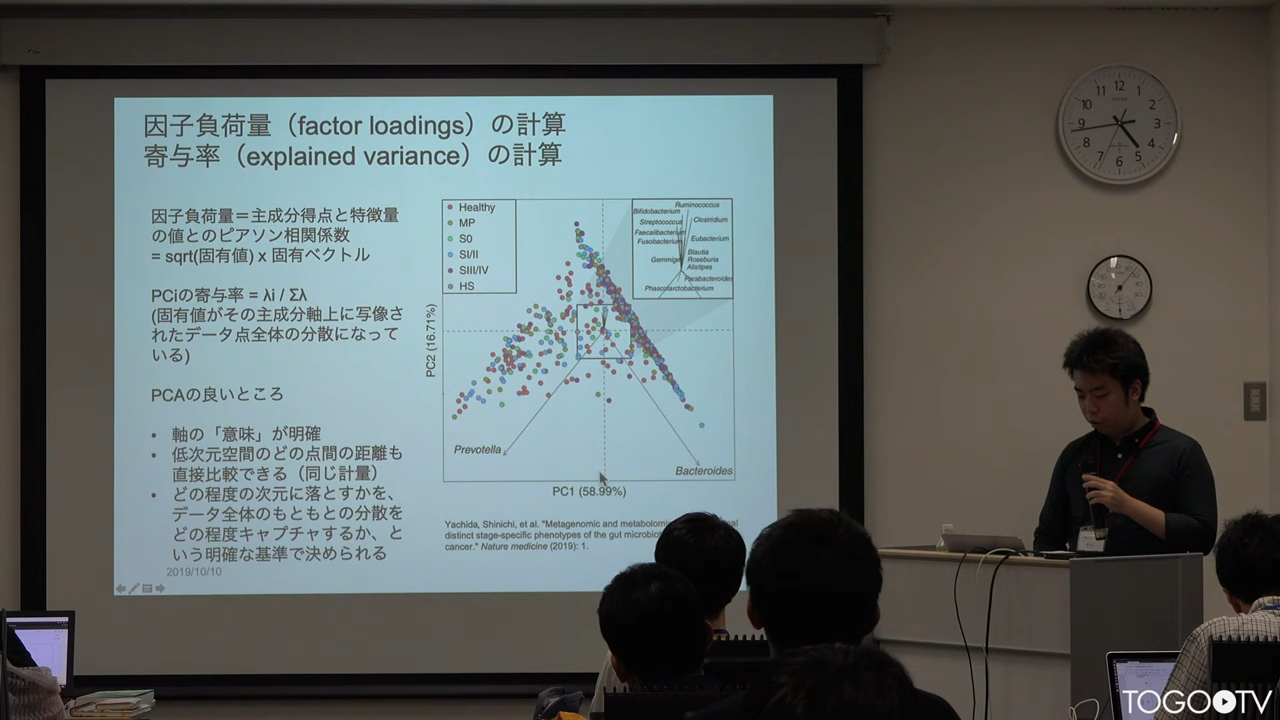 因子負荷量（factor loadings）の計算
寄与率（explained variance）の計算
因子負荷量＝主成分得点と特徴量
の値とのピアソン相関係数
= sqrt(固有値) x 固有ベクトル
PCiの寄与率 = λi / Σλ
(固有値がその主成分軸上に写像さ
れたデータ点全体の分散になって
いる)
PCAの良いところ
• 軸の「意味」が明確
• 低次元空間のどの点間の距離も
直接比較できる（同じ計量）
• どの程度の次元に落とすかを、
データ全体のもともとの分散を
どの程度キャプチャするか、と
いう明確な基準で決められる
2019/10/10
Healthy
MP
S0
SI/II
SIII/IV
HS
Ruminococcus
Bifidobacterium
Streptococcus
Clostridium
Faecalibacterium
Fusobacterium
Eubacterium
Blautia
Gemmiger
Roseburia
Alistipes
Parabacteroides
Phascolarctobacterium
PC2 (16.71%)
Prevotella
Bacteroides
PC1 (58.99%)
Yachida, Shinichi, et al. "Metagenomic and
distinct stage-specific phenotypes of the gut
cancer." Nature medicine (2019): 1.
12
1
2
3
4
5
6
7
8
9
10
11
TOGOTV